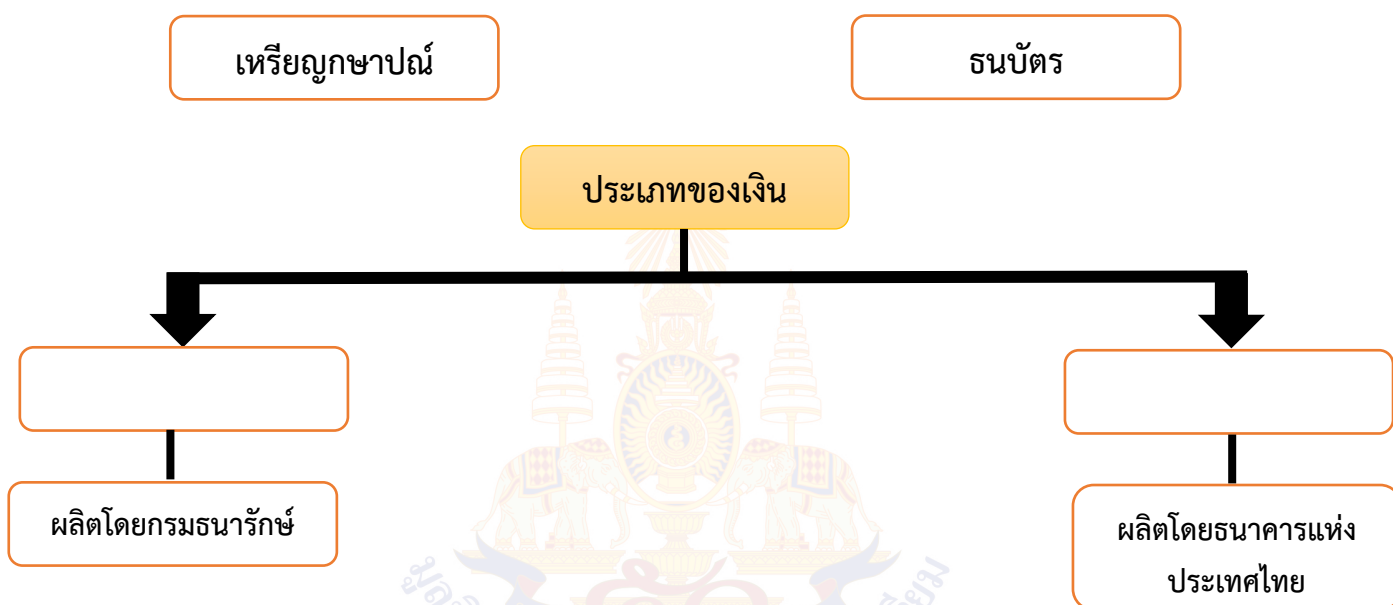 เหรียญกษาปณ์
ธนบัตร
ประเภทของเงิน
ผลิตโดยกรมธนารักษ์
ผลิตโดยธนาคารแห่ง
ประเทศไทย